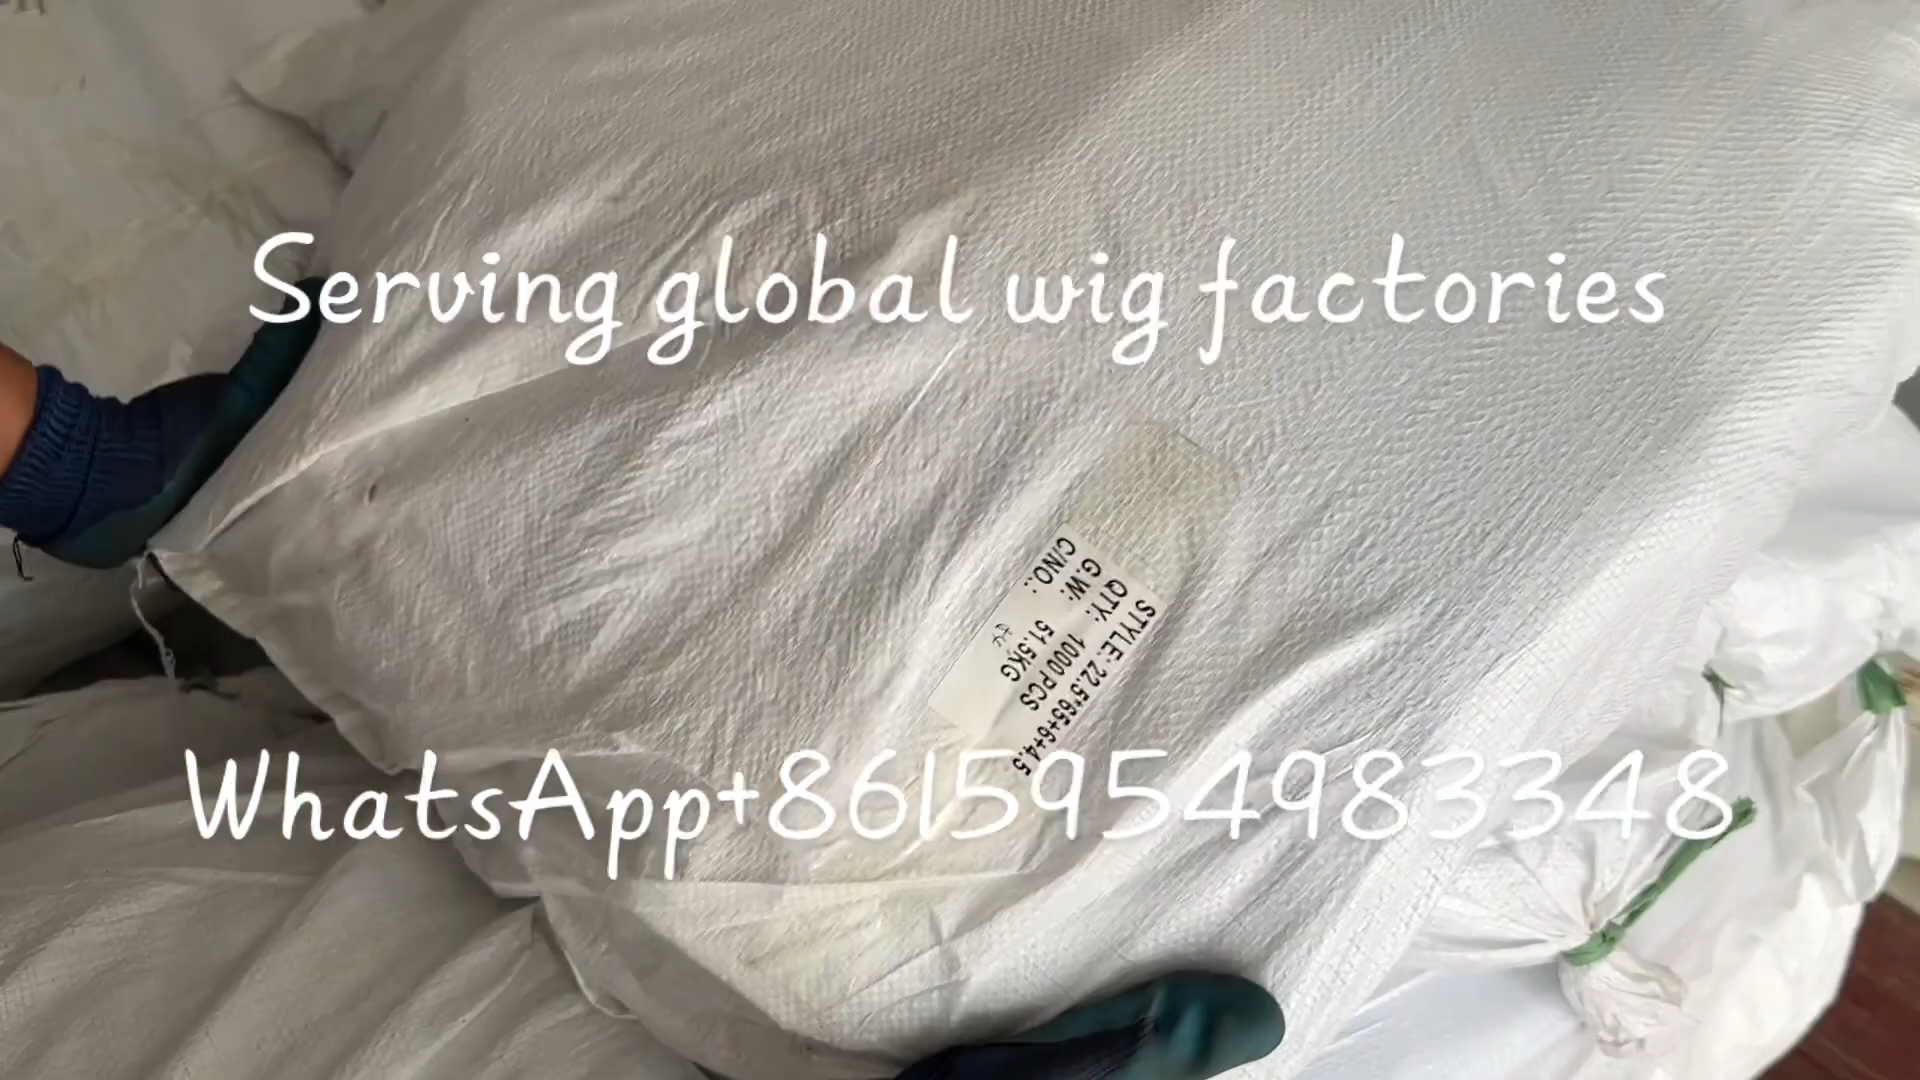 Serving global wig factories
STYLE: 22.5*65+6+4.5
QTY: 1000 PCS
G.W: 51.5KG
C/NO.:
WhatsApp+8615954983348